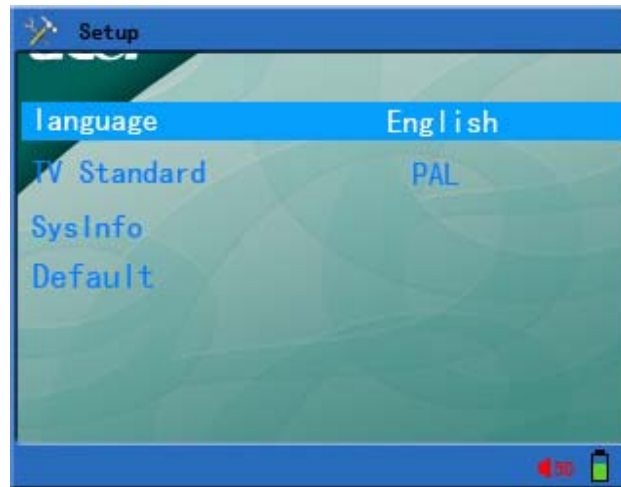 Setup
language English
TV Standard PAL
SysInfo
Default